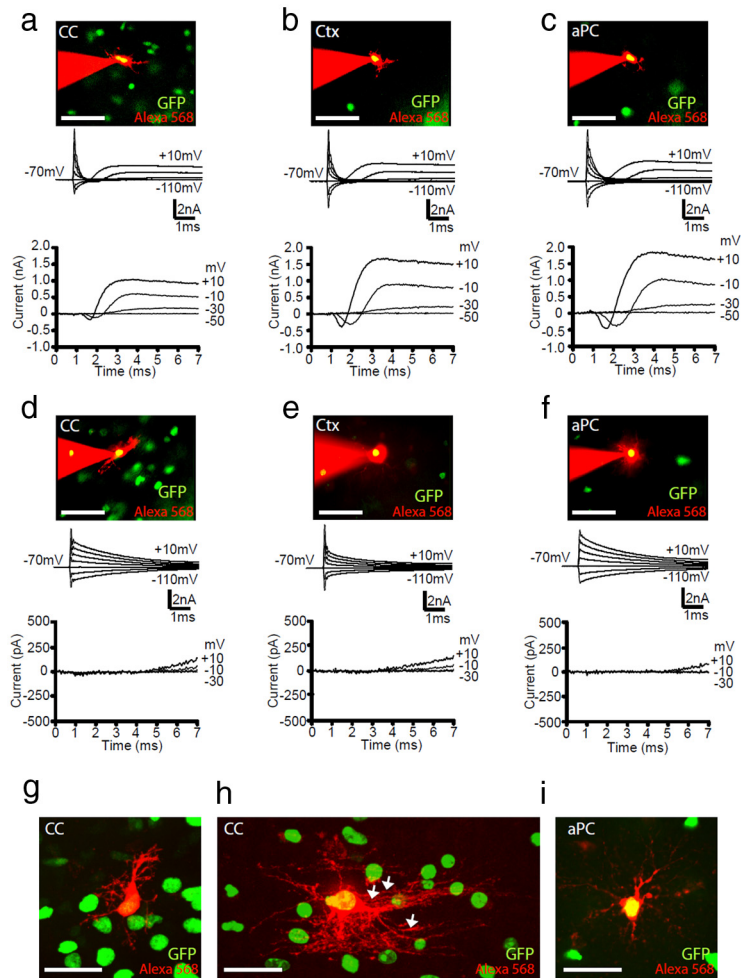 a
b
c
CC
GFP
Alexa 568
Ctx
GFP
Alexa 568
aPC
GFP
Alexa 568
-70mV
+10mV
-110mV
2nA
1ms
-70mV
+10mV
-110mV
2nA
1ms
-70mV
+10mV
-110mV
2nA
1ms
Current (nA)
2.0
1.5
1.0
0.5
0
-0.5
1.0
mV
+10
-10
-30
-50
0 1 2 3 4 5 6 7
Time (ms)
Current (nA)
2.0
1.5
1.0
0.5
0
-0.5
-1.0
mV
+10
-10
-30
-50
0 1 2 3 4 5 6 7
Time (ms)
Current (nA)
2.0
1.5
1.0
0.5
0
-0.5
-1.0
mV
+10
-10
-30
-50
0 1 2 3 4 5 6 7
Time (ms)
d
e
f
CC
GFP
Alexa 568
Ctx
GFP
Alexa 568
aPC
GFP
Alexa 568
-70mV
+10mV
-110mV
2nA
1ms
-70mV
+10mV
-110mV
2nA
1ms
-70mV
+10mV
-110mV
2nA
1ms
Current (pA)
500
250
0
-250
-500
mV
+10
-10
-30
0 1 2 3 4 5 6 7
Time (ms)
Current (pA)
500
250
0
-250
-500
mV
+10
-10
-30
0 1 2 3 4 5 6 7
Time (ms)
Current (pA)
500
250
0
-250
-500
mV
+10
-10
-30
0 1 2 3 4 5 6 7
Time (ms)
g
h
i
CC
GFP
Alexa 568
CC
GFP
Alexa 568
aPC
GFP
Alexa 568